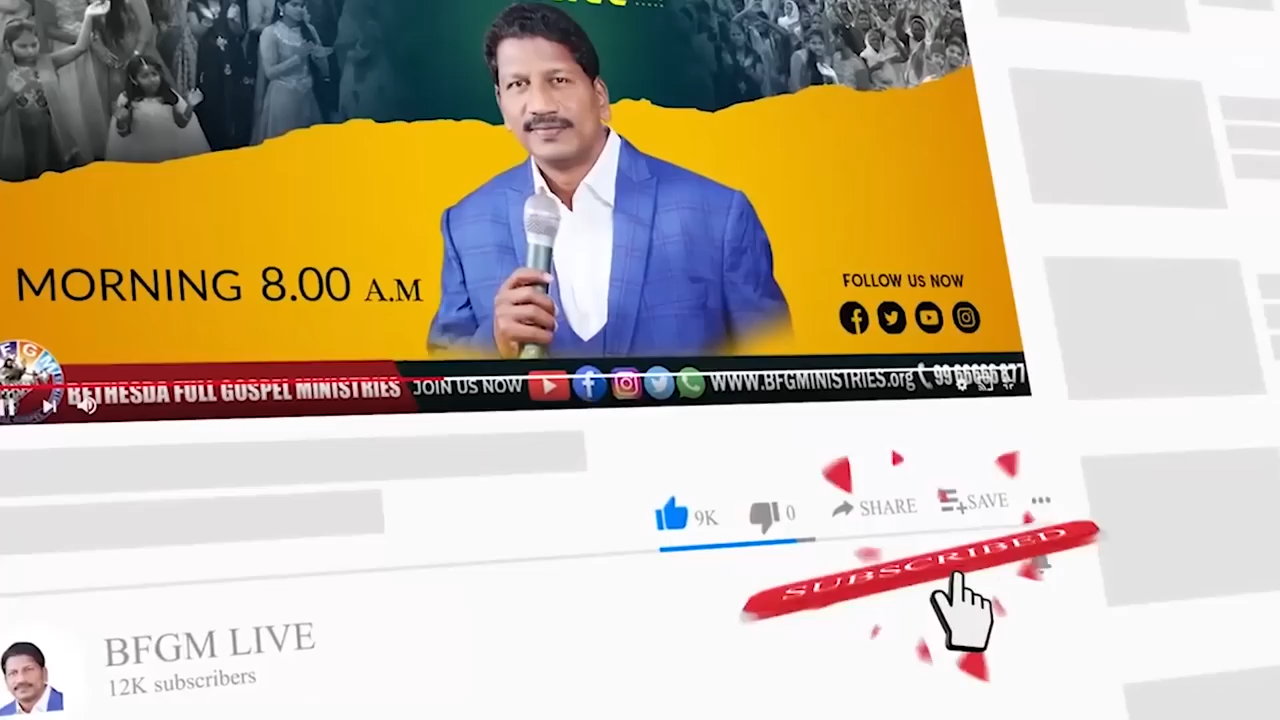 MORNING 8.00 A.M
FOLLOW US NOW
BETHESDA FULL GOSPEL MINISTRIES JOIN US NOW WWW.BFGMINISTRIES.org
9K 0 SHARE SAVE
SUBSCRIBED
BFGM LIVE
12K subscribers